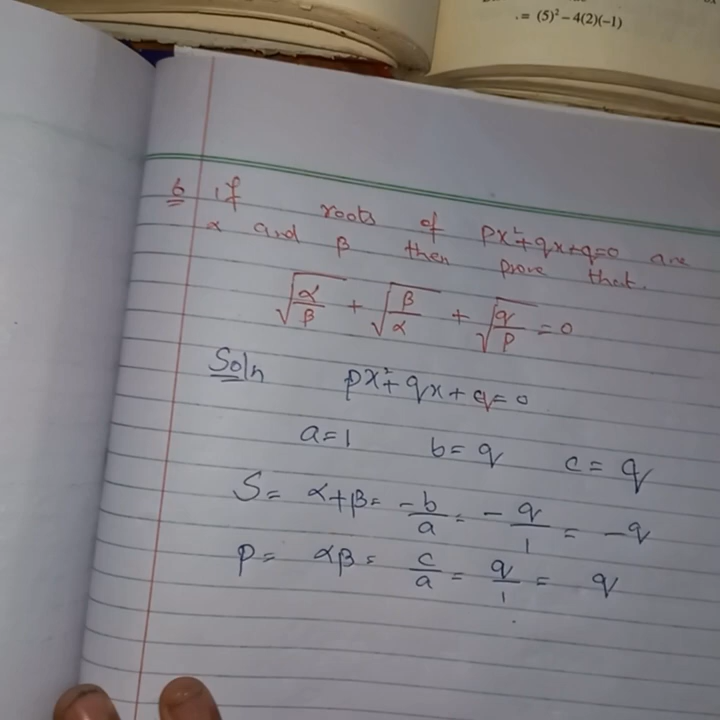 .= (5)² – 4(2)(–1)
6 If roots of px²+qx+q=0 are
α and β then prove that.
√(α/β) + √(β/α) + √(q/p) = 0
Soln px²+qx+q=0
a=1 b=q c=q
S= α+β= -b/a = -q/1 = -q
P= αβ= c/a = q/1 = q